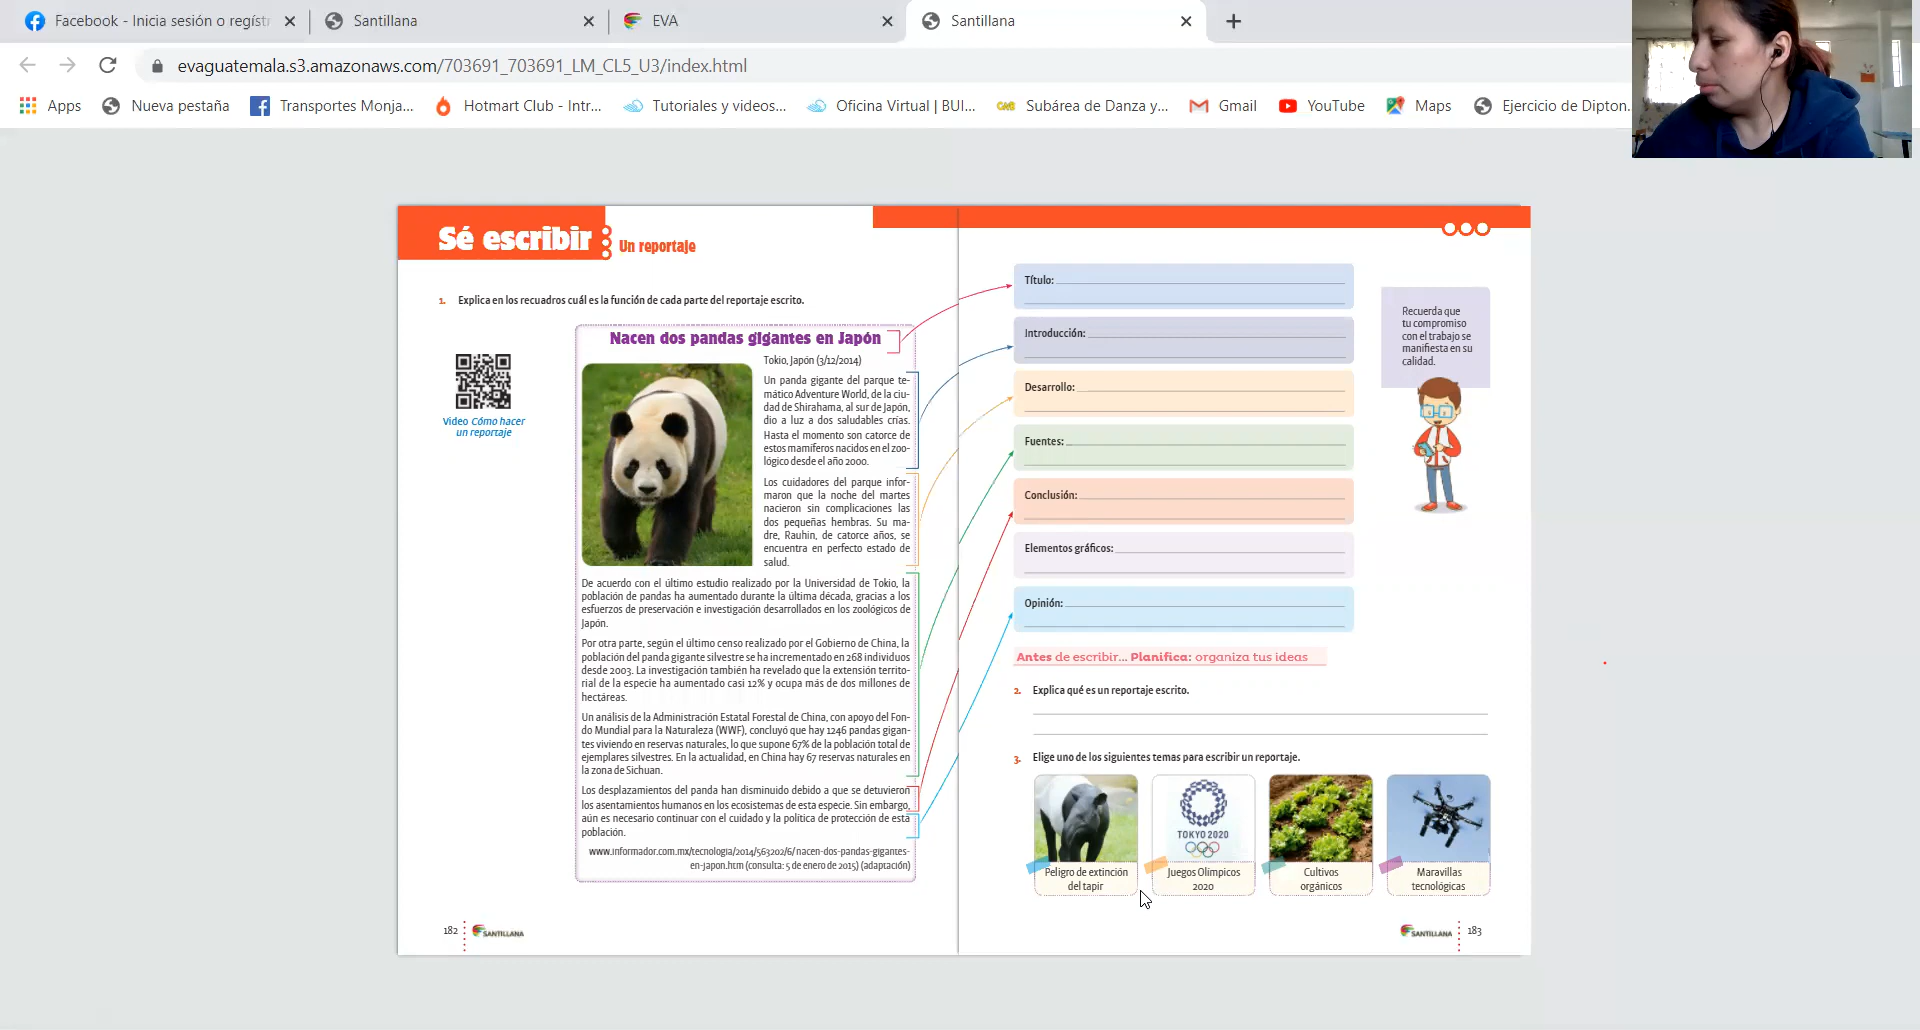 Facebook - Inicia sesión o regístr
Santillana
EVA
Santillana
evaguatemala.s3.amazonaws.com/703691_703691_LM_CL5_U3/index.html
Apps
Nueva pestaña
Transportes Monja...
Hotmart Club - Intr...
Tutoriales y videos...
Oficina Virtual | BUI...
Subárea de Danza y...
Gmail
YouTube
Maps
Ejercicio de Dipton...
Sé escribir
Un reportaje
1. Explica en los recuadros cuál es la función de cada parte del reportaje escrito.
Video Cómo hacer
un reportaje
Nacen dos pandas gigantes en Japón
Tokio, Japón (3/12/2014)
Un panda gigante del parque te-
mático Adventure World, de la ciu-
dad de Shirahama, al sur de Japón,
dio a luz a dos saludables crías.
Hasta el momento son catorce de
estos mamíferos nacidos en el zoo-
lógico desde el año 2000.
Los cuidadores del parque infor-
maron que la noche del martes
nacieron sin complicaciones las
dos pequeñas hembras. Su ma-
dre, Rauhin, de catorce años, se
encuentra en perfecto estado de
salud.
De acuerdo con el último estudio realizado por la Universidad de Tokio, la
población de pandas ha aumentado durante la última década, gracias a los
esfuerzos de preservación e investigación desarrollados en los zoológicos de
Japón.
Por otra parte, según el último censo realizado por el Gobierno de China, la
población del panda gigante silvestre se ha incrementado en 268 individuos
desde 2003. La investigación también ha revelado que la extensión territo-
rial de la especie ha aumentado casi 12% y ocupa más de dos millones de
hectáreas.
Un análisis de la Administración Estatal Forestal de China, con apoyo del Fon-
do Mundial para la Naturaleza (WWF), concluyó que hay 1246 pandas gigan-
tes viviendo en reservas naturales, lo que supone 67% de la población total de
ejemplares silvestres. En la actualidad, en China hay 67 reservas naturales en
la zona de Sichuan.
Los desplazamientos del panda han disminuido debido a que se detuvieron
los asentamientos humanos en los ecosistemas de esta especie. Sin embargo,
aún es necesario continuar con el cuidado y la política de protección de esta
población.
www.informador.com.mx/tecnologia/2014/563202/6/nacen-dos-pandas-gigantes-
en-japon.htm (consulta: 5 de enero de 2015) (adaptación)
182
SANTILLANA
Título:
Introducción:
Desarrollo:
Fuentes:
Conclusión:
Elementos gráficos:
Opinión:
Recuerda que
tu compromiso
con el trabajo se
manifiesta en su
calidad.
Antes de escribir... Planifica: organiza tus ideas
2. Explica qué es un reportaje escrito.
3. Elige uno de los siguientes temas para escribir un reportaje.
TOKYO 2020
Peligro de extinción
del tapir
Juegos Olímpicos
2020
Cultivos
orgánicos
Maravillas
tecnológicas
SANTILLANA
183